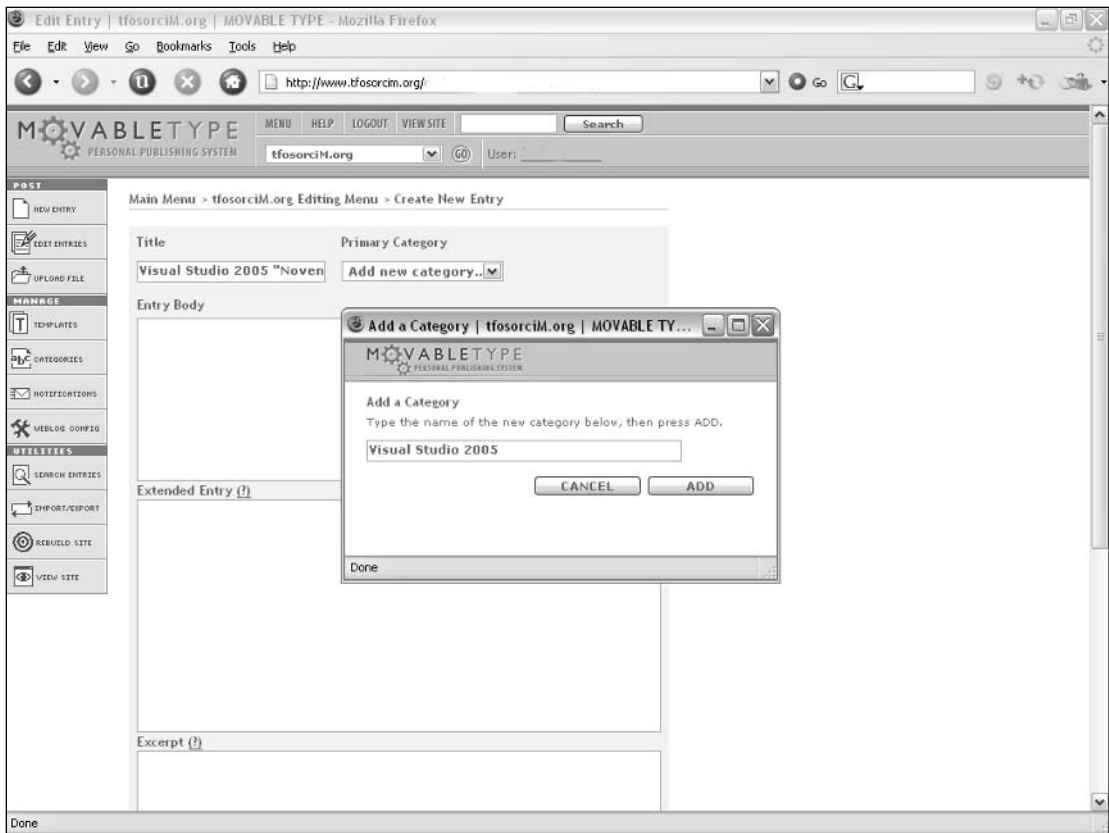 Edit Entry | tfosorciM.org | MOVABLE TYPE - Mozilla Firefox
File Edit View Go Bookmarks Tools Help
http://www.tfosorcim.org/
Go
G
MOVABLETYPE
PERSONAL PUBLISHING SYSTEM
MENU HELP LOGOUT VIEW SITE Search
tfosorciM.org GO User:
POST
NEW ENTRY
EDIT ENTRIES
UPLOAD FILE
MANAGE
TEMPLATES
CATEGORIES
NOTIFICATIONS
WEBLOG CONFIG
UTILITIES
SEARCH ENTRIES
IMPORT/EXPORT
REBUILD SITE
VIEW SITE
Main Menu > tfosorciM.org Editing Menu > Create New Entry
Title Primary Category
Visual Studio 2005 "Noven Add new category..
Entry Body
Extended Entry (?)
Excerpt (?)
Add a Category | tfosorciM.org | MOVABLE TY...
MOVABLETYPE
PERSONAL PUBLISHING SYSTEM
Add a Category
Type the name of the new category below, then press ADD.
Visual Studio 2005
CANCEL ADD
Done
Done